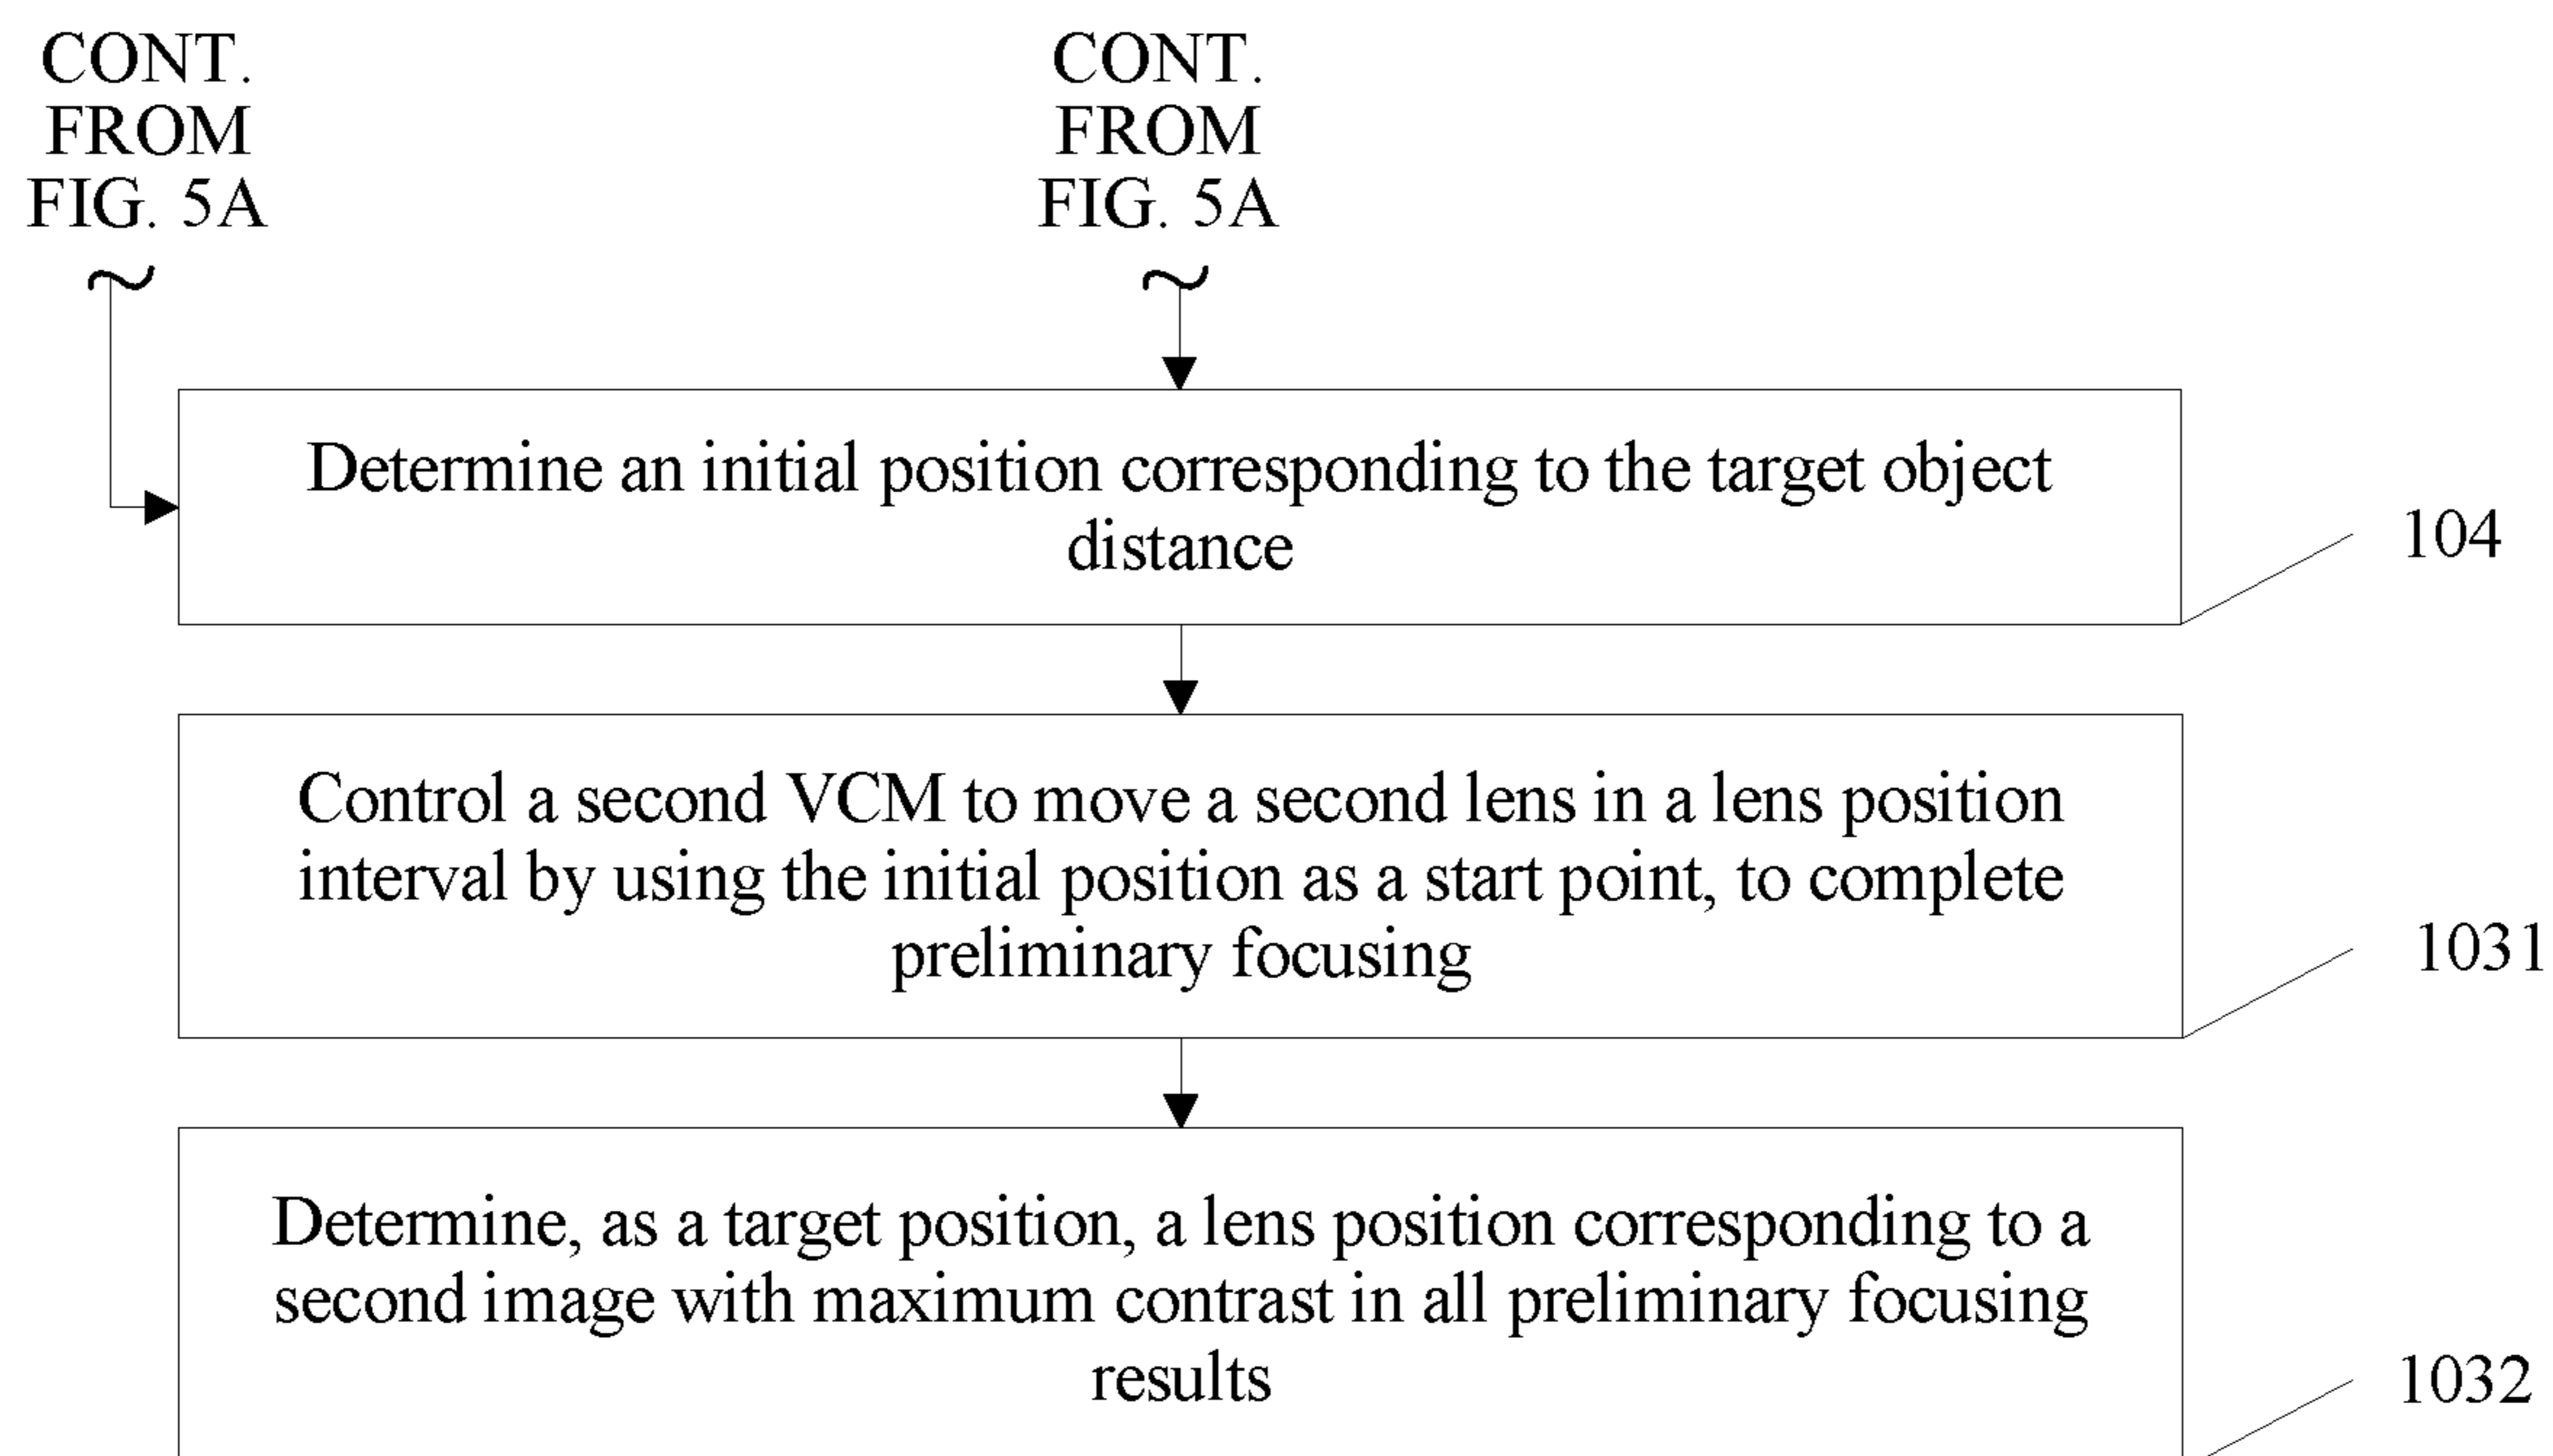 CONT.
FROM
FIG. 5A
CONT.
FROM
FIG. 5A
Determine an initial position corresponding to the target object
distance
104
Control a second VCM to move a second lens in a lens position
interval by using the initial position as a start point, to complete
preliminary focusing
1031
Determine, as a target position, a lens position corresponding to a
second image with maximum contrast in all preliminary focusing
results
1032